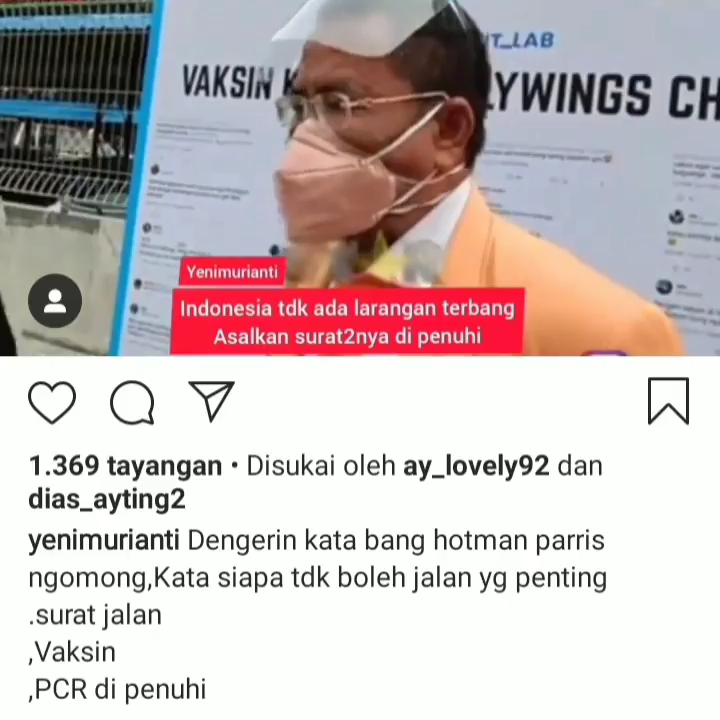 T_LAB
VAKSIN K YWINGS CH
Yenimurianti
Indonesia tdk ada larangan terbang
Asalkan surat2nya di penuhi
1.369 tayangan • Disukai oleh ay_lovely92 dan
dias_ayting2
yenimurianti Dengerin kata bang hotman parris
ngomong,Kata siapa tdk boleh jalan yg penting
.surat jalan
,Vaksin
,PCR di penuhi